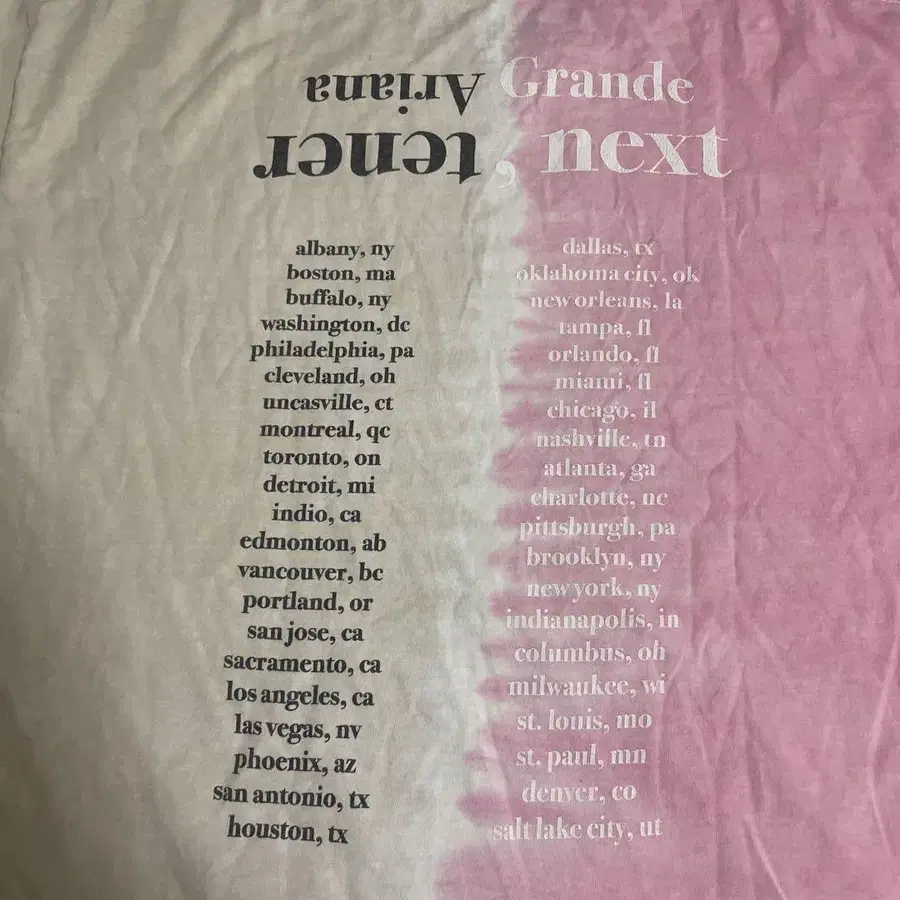 Ariana Grande
tener, next
albany, ny
boston, ma
buffalo, ny
washington, dc
philadelphia, pa
cleveland, oh
uncasville, ct
montreal, qc
toronto, on
detroit, mi
indio, ca
edmonton, ab
vancouver, bc
portland, or
san jose, ca
sacramento, ca
los angeles, ca
las vegas, nv
phoenix, az
san antonio, tx
houston, tx
dallas, tx
oklahoma city, ok
new orleans, la
tampa, fl
orlando, fl
miami, fl
chicago, il
nashville, tn
atlanta, ga
charlotte, nc
pittsburgh, pa
brooklyn, ny
new york, ny
indianapolis, in
columbus, oh
milwaukee, wi
st. louis, mo
st. paul, mn
denver, co
salt lake city, ut